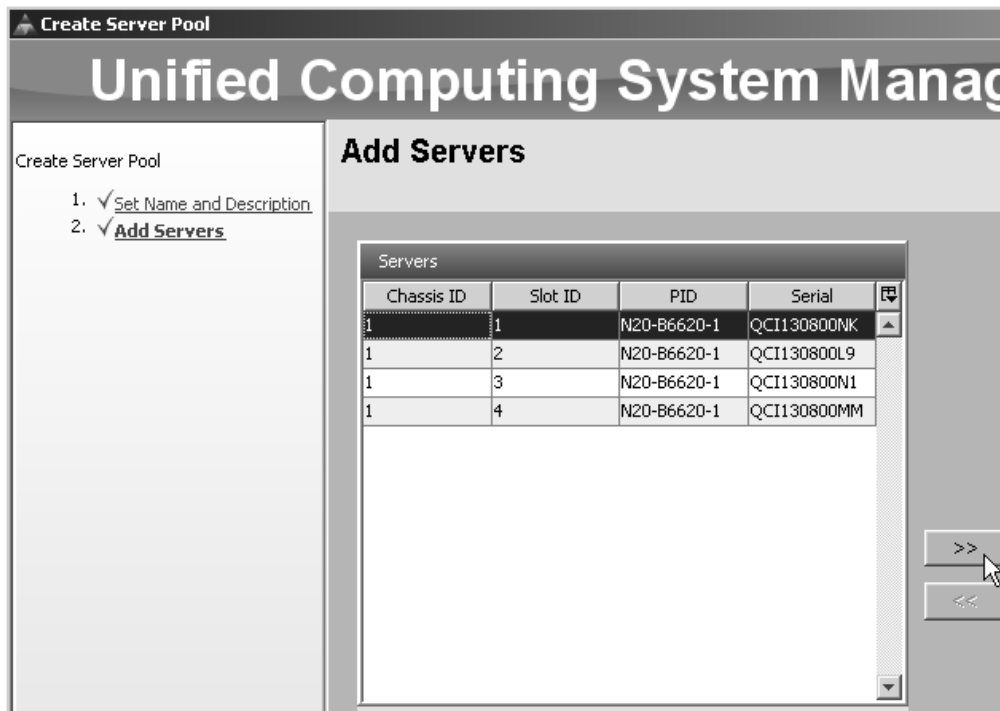 Create Server Pool
Unified Computing System Manag
Create Server Pool
1. Set Name and Description
2. Add Servers
Add Servers
Servers
Chassis ID Slot ID PID Serial
1 1 N20-B6620-1 QCI130800NK
1 2 N20-B6620-1 QCI130800L9
1 3 N20-B6620-1 QCI130800N1
1 4 N20-B6620-1 QCI130800MM
>>
<<